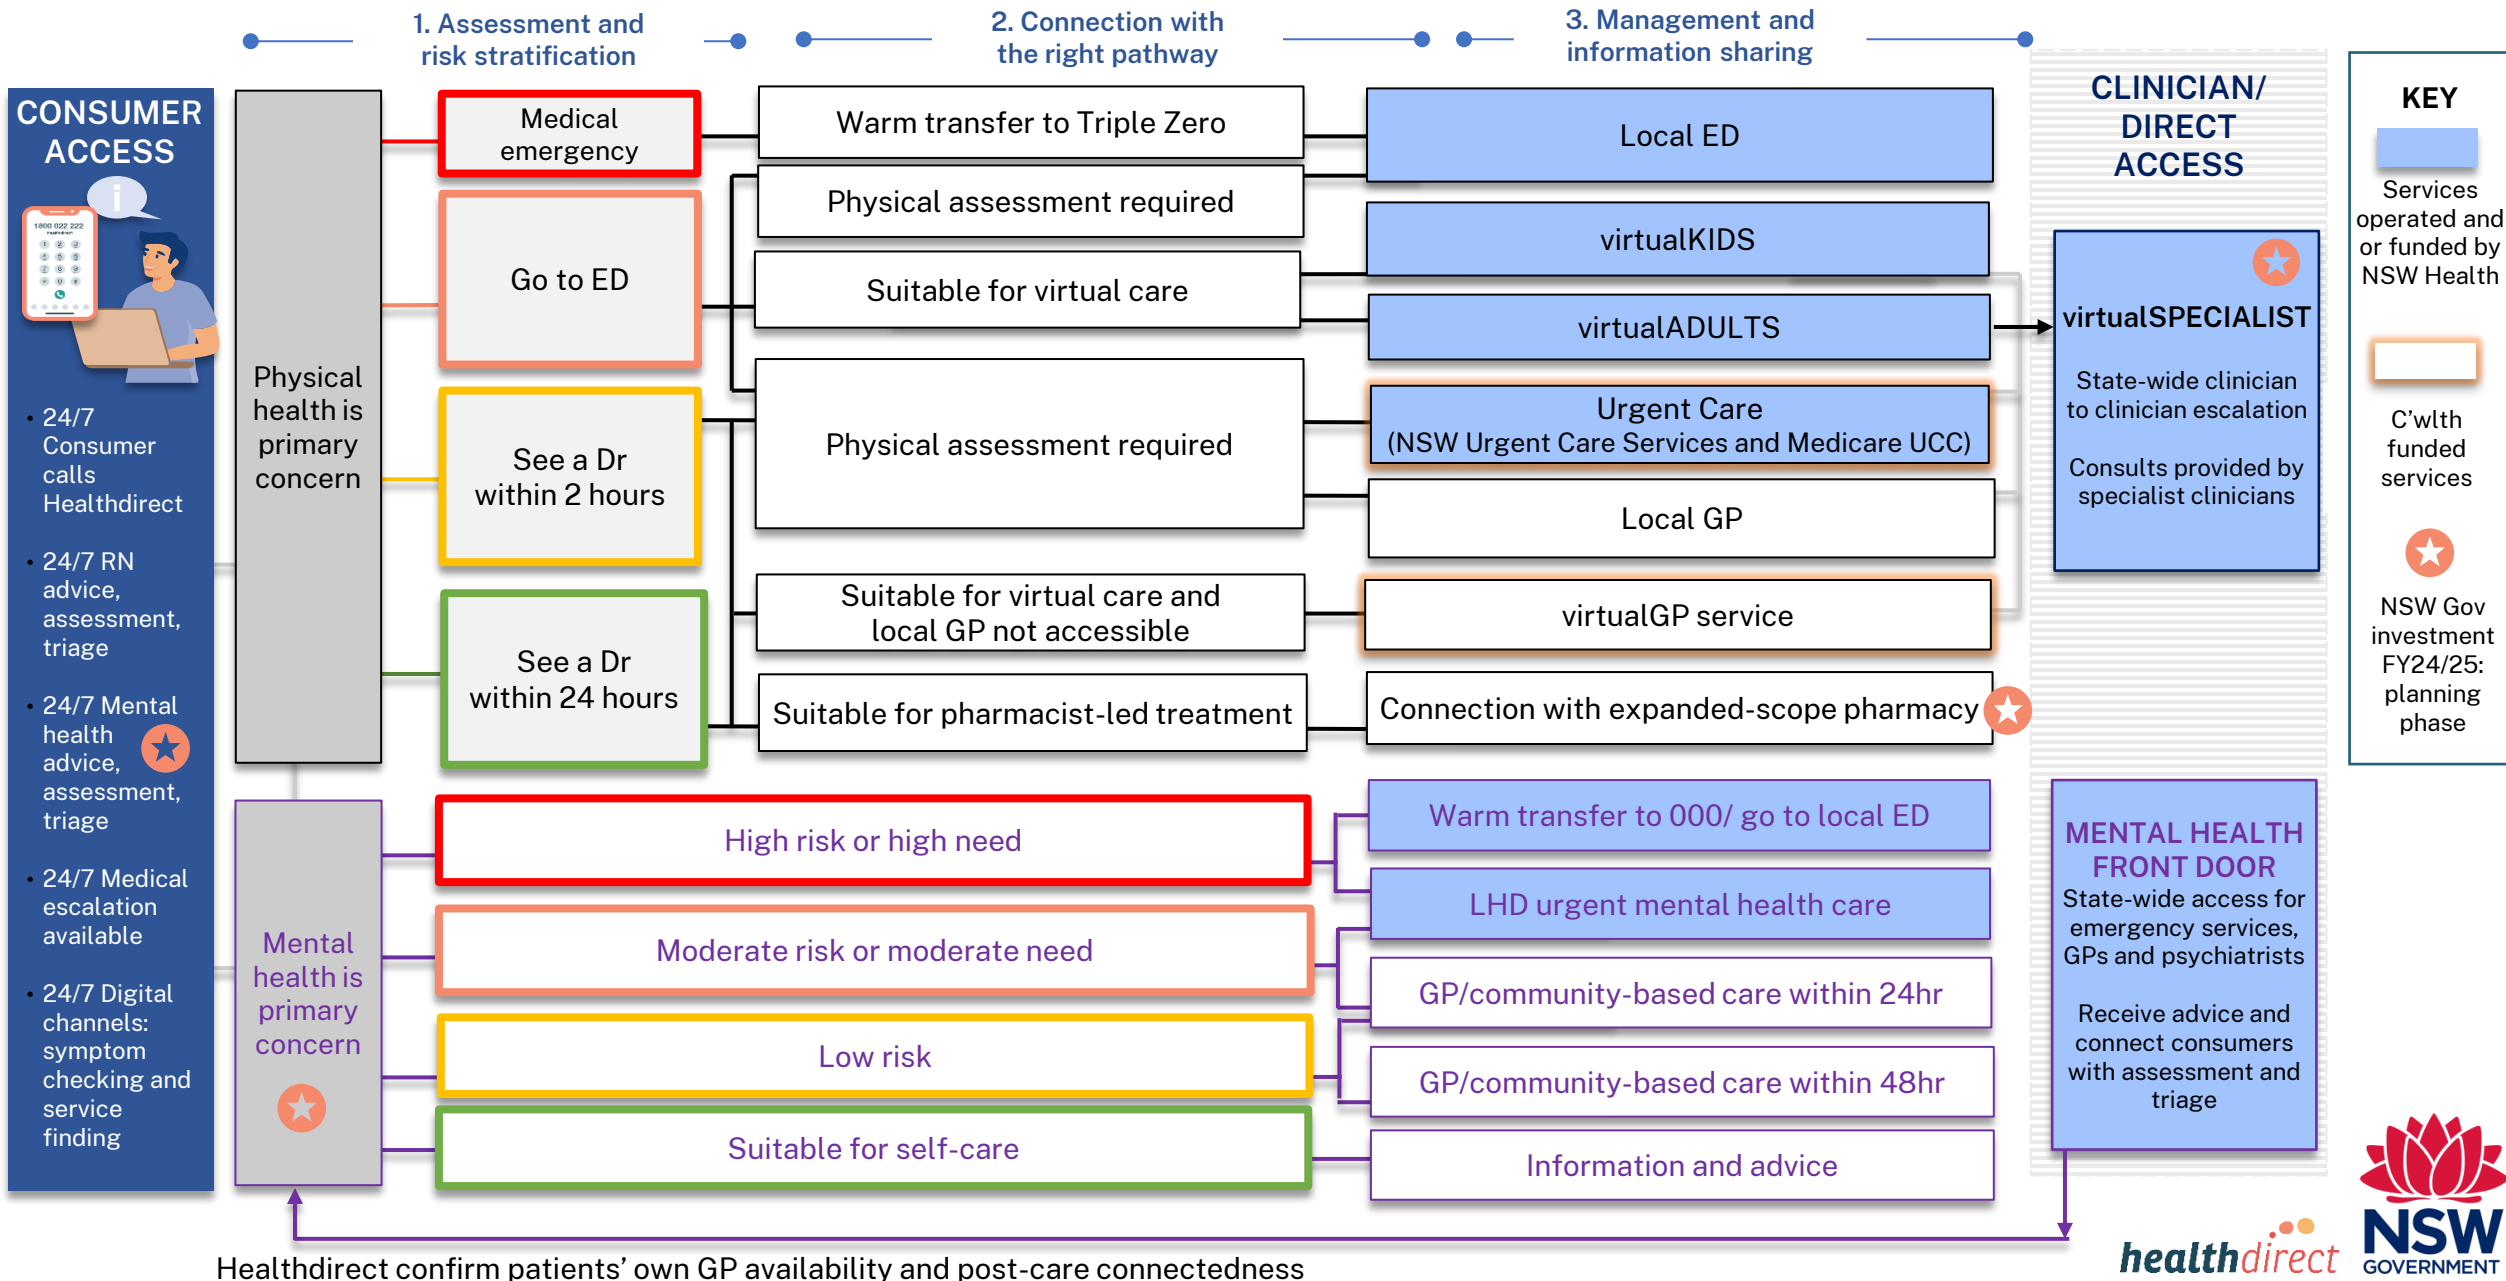 1. Assessment and
risk stratification
2. Connection with
the right pathway
3. Management and
information sharing
CONSUMER
ACCESS
i
1800 022 222
healthdirect
• 24/7
Consumer
calls
Healthdirect
• 24/7 RN
advice,
assessment,
triage
• 24/7 Mental
health
advice,
assessment,
triage
• 24/7 Medical
escalation
available
• 24/7 Digital
channels:
symptom
checking and
service
finding
Physical
health is
primary
concern
Medical
emergency
Go to ED
See a Dr
within 2 hours
See a Dr
within 24 hours
Warm transfer to Triple Zero
Physical assessment required
Suitable for virtual care
Physical assessment required
Suitable for virtual care and
local GP not accessible
Suitable for pharmacist-led treatment
Local ED
virtualKIDS
virtualADULTS
Urgent Care
(NSW Urgent Care Services and Medicare UCC)
Local GP
virtualGP service
Connection with expanded-scope pharmacy
Mental
health is
primary
concern
High risk or high need
Moderate risk or moderate need
Low risk
Suitable for self-care
Warm transfer to 000/ go to local ED
LHD urgent mental health care
GP/community-based care within 24hr
GP/community-based care within 48hr
Information and advice
CLINICIAN/
DIRECT
ACCESS
virtualSPECIALIST
State-wide clinician
to clinician escalation
Consults provided by
specialist clinicians
MENTAL HEALTH
FRONT DOOR
State-wide access for
emergency services,
GPs and psychiatrists
Receive advice and
connect consumers
with assessment and
triage
KEY
Services
operated and
or funded by
NSW Health
C'wlth
funded
services
NSW Gov
investment
FY24/25:
planning
phase
Healthdirect confirm patients' own GP availability and post-care connectedness
healthdirect
NSW
GOVERNMENT